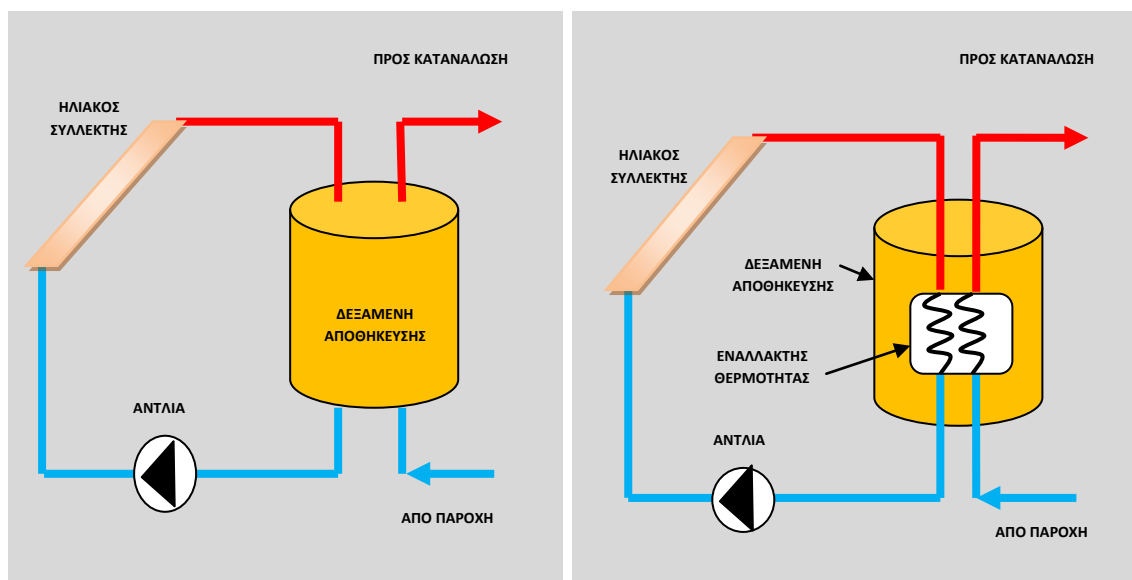 ΠΡΟΣ ΚΑΤΑΝΑΛΩΣΗ
ΗΛΙΑΚΟΣ
ΣΥΛΛΕΚΤΗΣ
ΔΕΞΑΜΕΝΗ
ΑΠΟΘΗΚΕΥΣΗΣ
ΑΝΤΛΙΑ
ΑΠΟ ΠΑΡΟΧΗ
ΠΡΟΣ ΚΑΤΑΝΑΛΩΣΗ
ΗΛΙΑΚΟΣ
ΣΥΛΛΕΚΤΗΣ
ΔΕΞΑΜΕΝΗ
ΑΠΟΘΗΚΕΥΣΗΣ
ΕΝΑΛΛΑΚΤΗΣ
ΘΕΡΜΟΤΗΤΑΣ
ΑΝΤΛΙΑ
ΑΠΟ ΠΑΡΟΧΗ